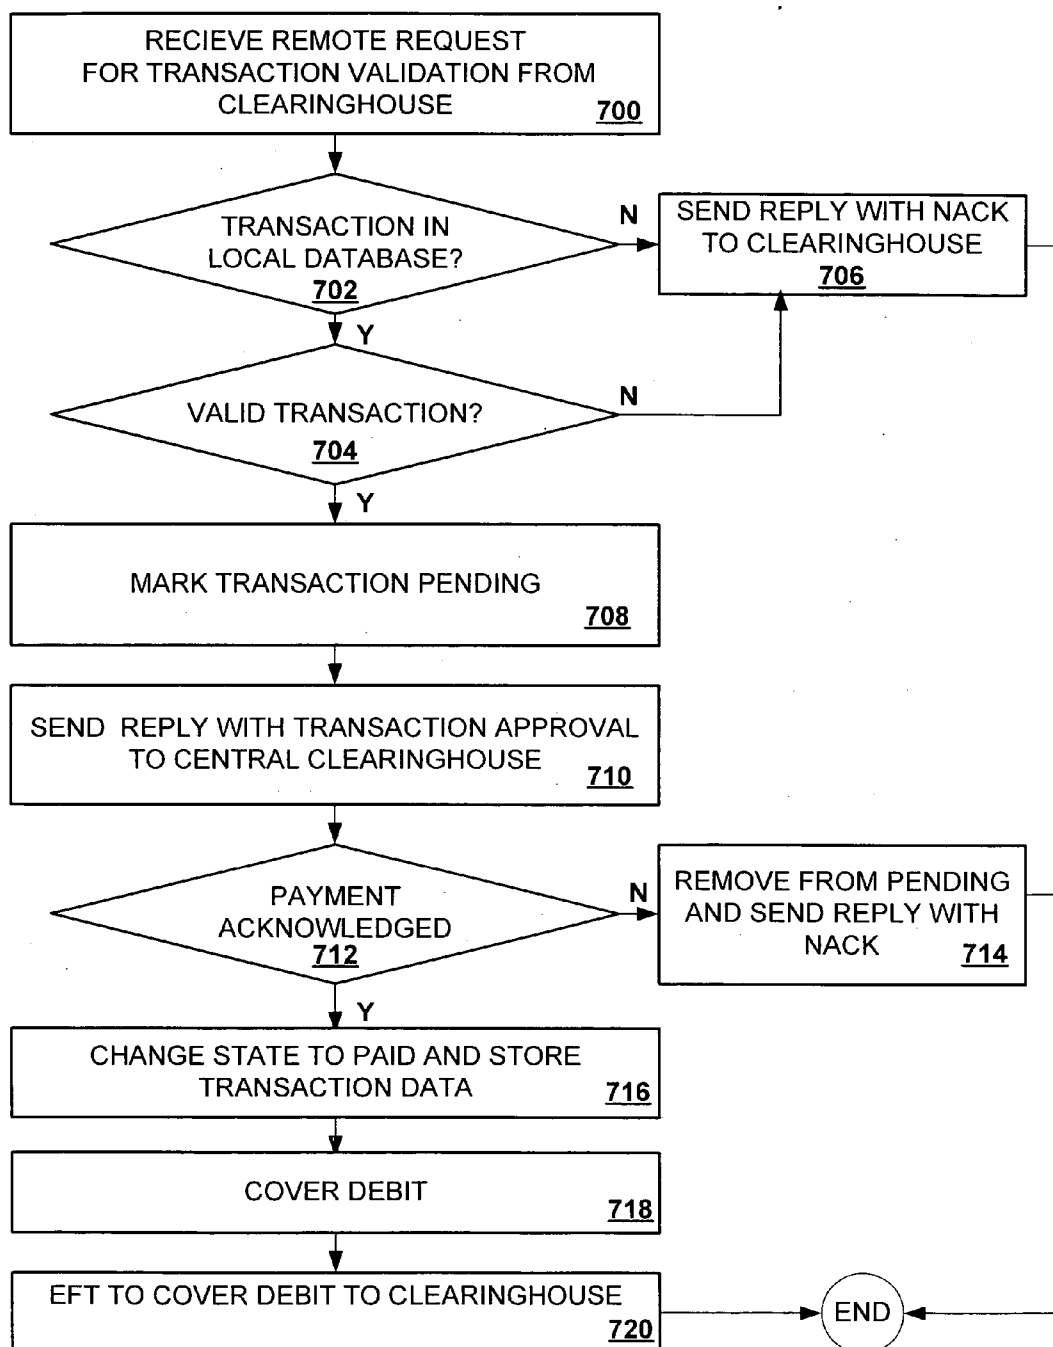 RECIEVE REMOTE REQUEST
FOR TRANSACTION VALIDATION FROM
CLEARINGHOUSE
700
TRANSACTION IN
LOCAL DATABASE?
702
N
SEND REPLY WITH NACK
TO CLEARINGHOUSE
706
Y
VALID TRANSACTION?
704
N
Y
MARK TRANSACTION PENDING
708
SEND REPLY WITH TRANSACTION APPROVAL
TO CENTRAL CLEARINGHOUSE
710
PAYMENT
ACKNOWLEDGED
712
N
REMOVE FROM PENDING
AND SEND REPLY WITH
NACK
714
Y
CHANGE STATE TO PAID AND STORE
TRANSACTION DATA
716
COVER DEBIT
718
EFT TO COVER DEBIT TO CLEARINGHOUSE
720
END